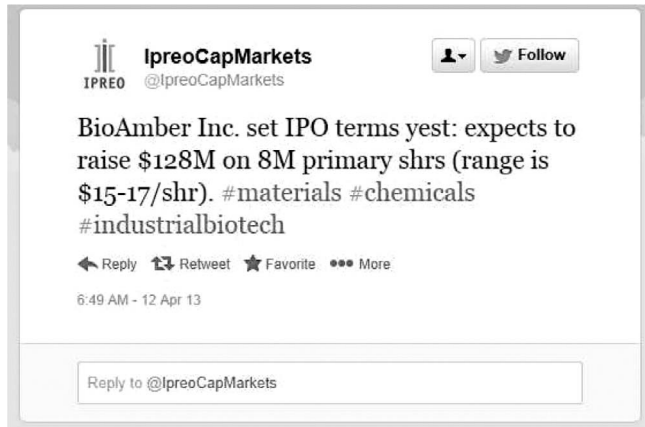 IpreoCapMarkets
IPREO @IpreoCapMarkets
Follow
BioAmber Inc. set IPO terms yest: expects to
raise $128M on 8M primary shrs (range is
$15-17/shr). #materials #chemicals
#industrialbiotech
Reply Retweet Favorite More
6:49 AM - 12 Apr 13
Reply to @IpreoCapMarkets